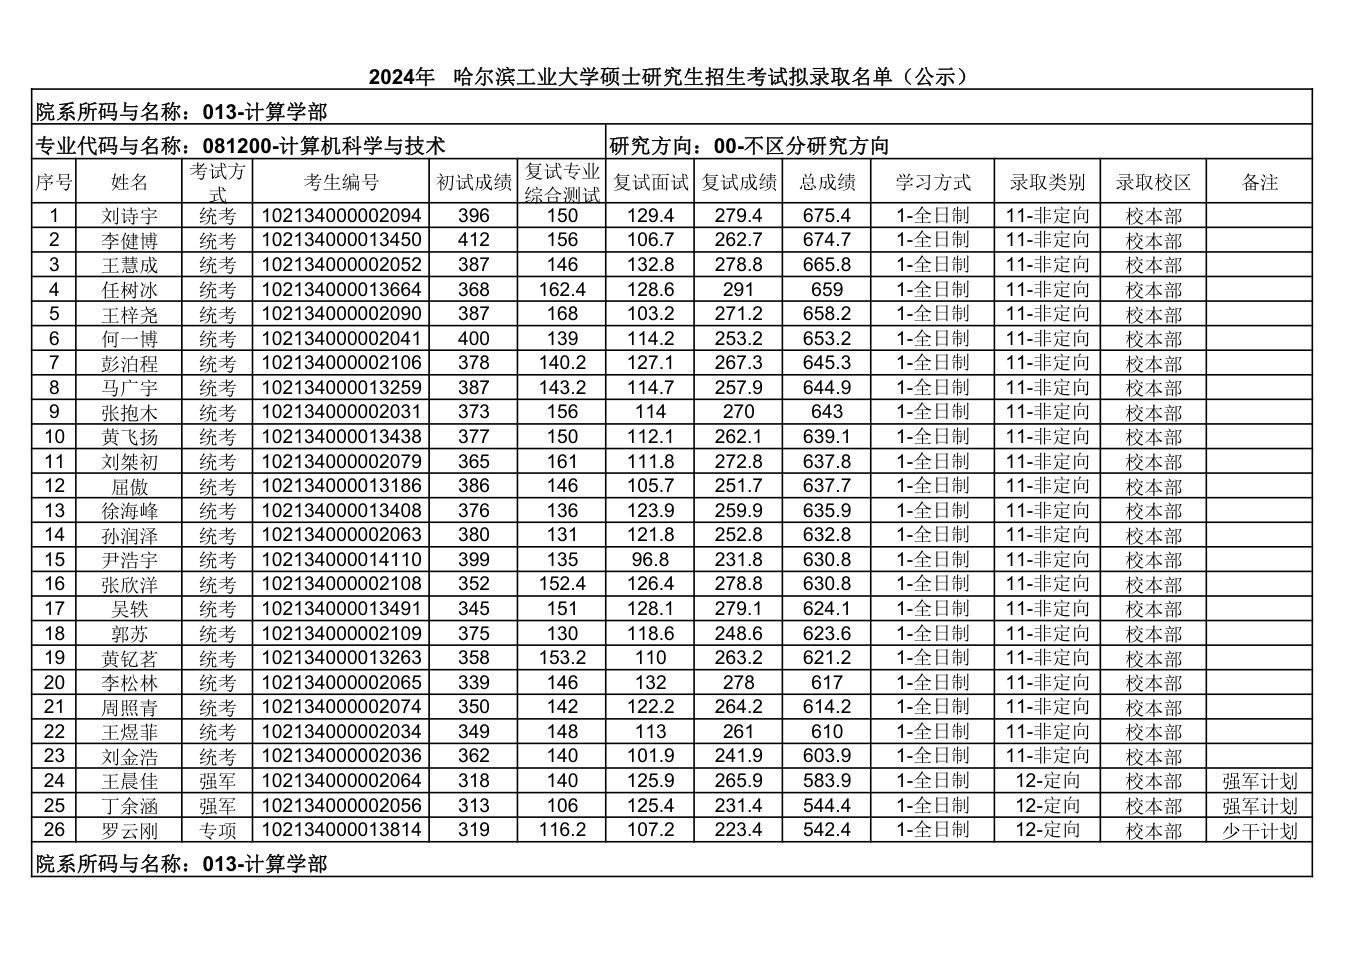 2024年 哈尔滨工业大学硕士研究生招生考试拟录取名单（公示）
院系所码与名称：013-计算学部
专业代码与名称：081200-计算机科学与技术 研究方向：00-不区分研究方向
序号 姓名 考试方式 考生编号 初试成绩 复试专业综合测试 复试面试 复试成绩 总成绩 学习方式 录取类别 录取校区 备注
1 刘诗宇 统考 102134000002094 396 150 129.4 279.4 675.4 1-全日制 11-非定向 校本部
2 李健博 统考 102134000013450 412 156 106.7 262.7 674.7 1-全日制 11-非定向 校本部
3 王慧成 统考 102134000002052 387 146 132.8 278.8 665.8 1-全日制 11-非定向 校本部
4 任树冰 统考 102134000013664 368 162.4 128.6 291 659 1-全日制 11-非定向 校本部
5 王梓尧 统考 102134000002090 387 168 103.2 271.2 658.2 1-全日制 11-非定向 校本部
6 何一博 统考 102134000002041 400 139 114.2 253.2 653.2 1-全日制 11-非定向 校本部
7 彭泊程 统考 102134000002106 378 140.2 127.1 267.3 645.3 1-全日制 11-非定向 校本部
8 马广宇 统考 102134000013259 387 143.2 114.7 257.9 644.9 1-全日制 11-非定向 校本部
9 张抱木 统考 102134000002031 373 156 114 270 643 1-全日制 11-非定向 校本部
10 黄飞扬 统考 102134000013438 377 150 112.1 262.1 639.1 1-全日制 11-非定向 校本部
11 刘桀初 统考 102134000002079 365 161 111.8 272.8 637.8 1-全日制 11-非定向 校本部
12 屈傲 统考 102134000013186 386 146 105.7 251.7 637.7 1-全日制 11-非定向 校本部
13 徐海峰 统考 102134000013408 376 136 123.9 259.9 635.9 1-全日制 11-非定向 校本部
14 孙润泽 统考 102134000002063 380 131 121.8 252.8 632.8 1-全日制 11-非定向 校本部
15 尹浩宇 统考 102134000014110 399 135 96.8 231.8 630.8 1-全日制 11-非定向 校本部
16 张欣洋 统考 102134000002108 352 152.4 126.4 278.8 630.8 1-全日制 11-非定向 校本部
17 吴轶 统考 102134000013491 345 151 128.1 279.1 624.1 1-全日制 11-非定向 校本部
18 郭苏 统考 102134000002109 375 130 118.6 248.6 623.6 1-全日制 11-非定向 校本部
19 黄钇茗 统考 102134000013263 358 153.2 110 263.2 621.2 1-全日制 11-非定向 校本部
20 李松林 统考 102134000002065 339 146 132 278 617 1-全日制 11-非定向 校本部
21 周照青 统考 102134000002074 350 142 122.2 264.2 614.2 1-全日制 11-非定向 校本部
22 王煜菲 统考 102134000002034 349 148 113 261 610 1-全日制 11-非定向 校本部
23 刘金浩 统考 102134000002036 362 140 101.9 241.9 603.9 1-全日制 11-非定向 校本部
24 王晨佳 强军 102134000002064 318 140 125.9 265.9 583.9 1-全日制 12-定向 校本部 强军计划
25 丁余涵 强军 102134000002056 313 106 125.4 231.4 544.4 1-全日制 12-定向 校本部 强军计划
26 罗云刚 专项 102134000013814 319 116.2 107.2 223.4 542.4 1-全日制 12-定向 校本部 少干计划
院系所码与名称：013-计算学部